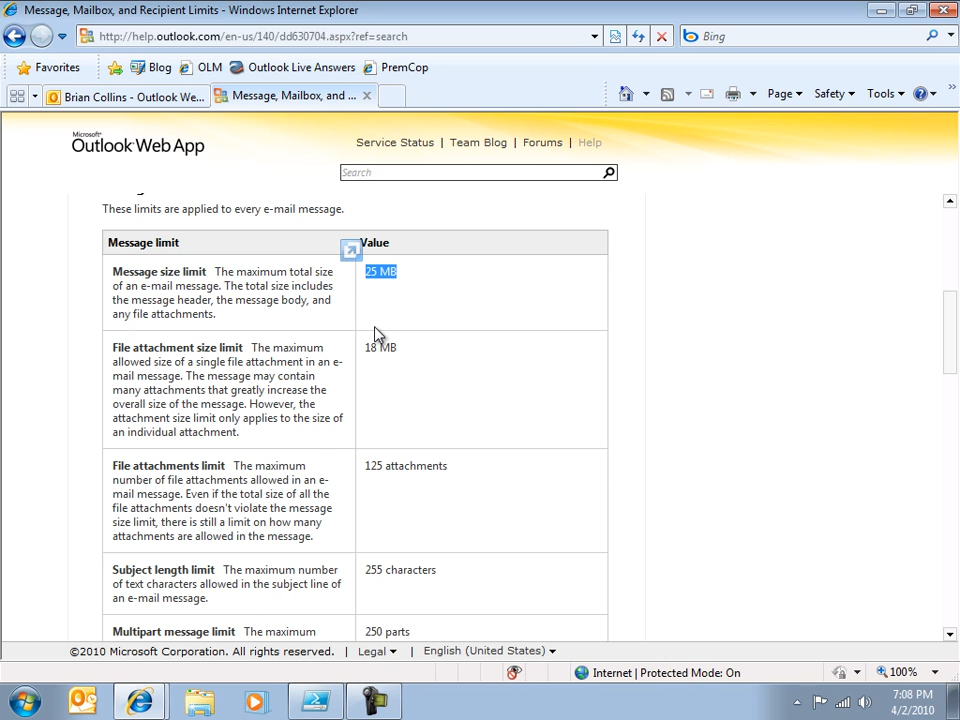 Message, Mailbox, and Recipient Limits - Windows Internet Explorer
http://help.outlook.com/en-us/140/dd630704.aspx?ref=search
Bing
Favorites Blog OLM Outlook Live Answers PremCop
Brian Collins - Outlook We... Message, Mailbox, and ... Page Safety Tools
Microsoft®
Outlook Web App
Service Status | Team Blog | Forums | Help
Search
These limits are applied to every e-mail message.
Message limit Value
Message size limit The maximum total size 25 MB
of an e-mail message. The total size includes
the message header, the message body, and
any file attachments.
File attachment size limit The maximum 18 MB
allowed size of a single file attachment in an e-
mail message. The message may contain
many attachments that greatly increase the
overall size of the message. However, the
attachment size limit only applies to the size of
an individual attachment.
File attachments limit The maximum 125 attachments
number of file attachments allowed in an e-
mail message. Even if the total size of all the
file attachments doesn't violate the message
size limit, there is still a limit on how many
attachments are allowed in the message.
Subject length limit The maximum number 255 characters
of text characters allowed in the subject line of
an e-mail message.
Multipart message limit The maximum 250 parts
©2010 Microsoft Corporation. All rights reserved. | Legal | English (United States)
Internet | Protected Mode: On 100%
7:08 PM
4/2/2010